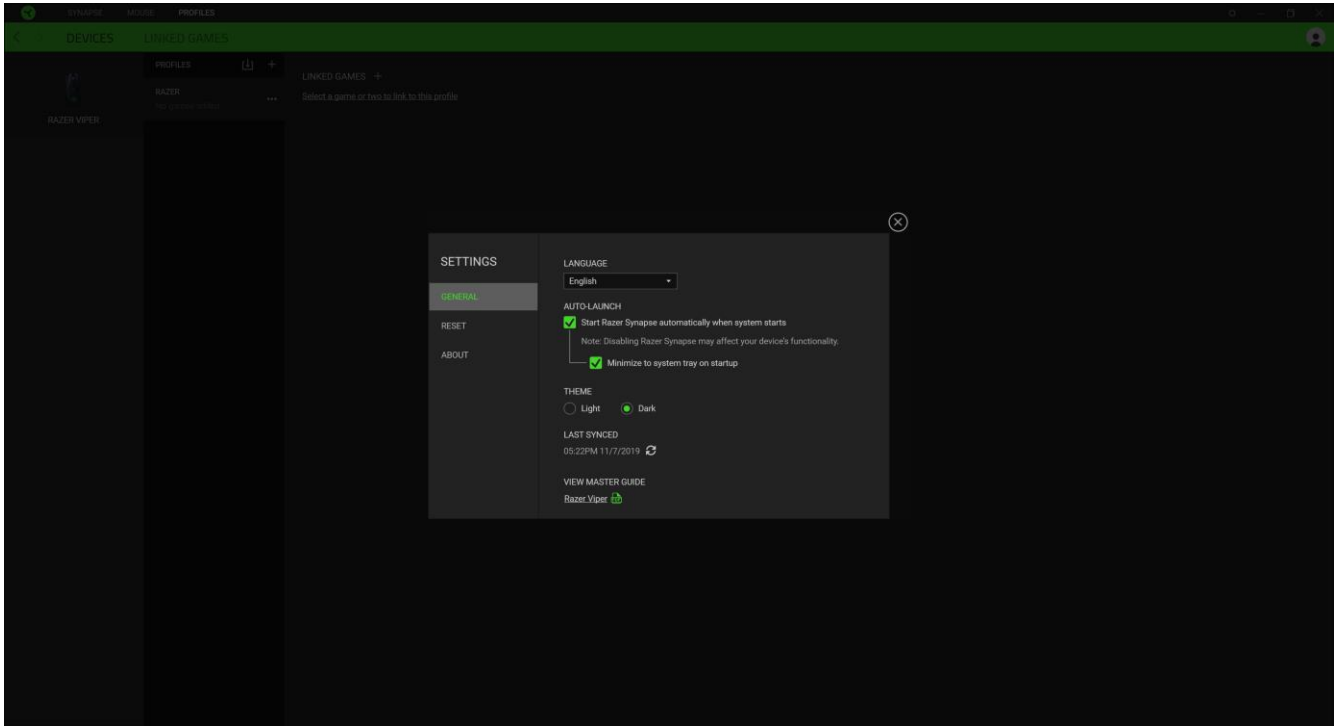 SYNAPSE MOUSE PROFILES
DEVICES LINKED GAMES
PROFILES
RAZER
RAZER VIPER
LINKED GAMES +
Select a game or two to link to this profile
SETTINGS
GENERAL
RESET
ABOUT
LANGUAGE
English
AUTO-LAUNCH
Start Razer Synapse automatically when system starts
Note: Disabling Razer Synapse may affect your device's functionality.
Minimize to system tray on startup
THEME
Light Dark
LAST SYNCED
05:22PM 11/7/2019
VIEW MASTER GUIDE
Razer Viper